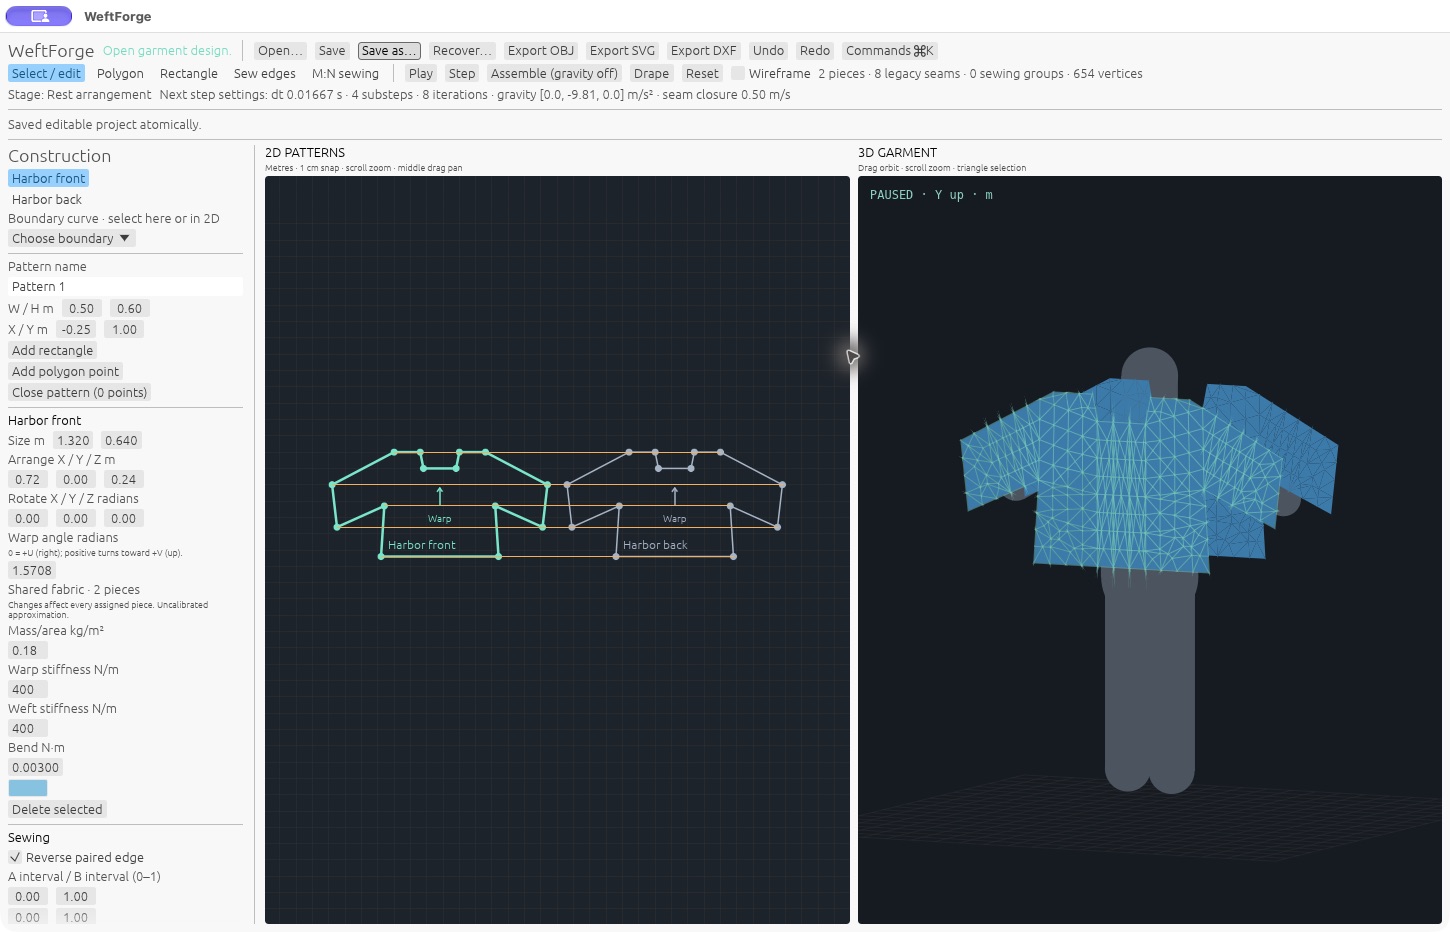 WeftForge
WeftForge Open garment design. Open… Save Save as… Recover… Export OBJ Export SVG Export DXF Undo Redo Commands ⌘K
Select / edit Polygon Rectangle Sew edges M:N sewing Play Step Assemble (gravity off) Drape Reset Wireframe 2 pieces · 8 legacy seams · 0 sewing groups · 654 vertices
Stage: Rest arrangement Next step settings: dt 0.01667 s · 4 substeps · 8 iterations · gravity [0.0, -9.81, 0.0] m/s² · seam closure 0.50 m/s
Saved editable project atomically.
Construction
Harbor front
Harbor back
Boundary curve · select here or in 2D
Choose boundary
Pattern name
Pattern 1
W / H m 0.50 0.60
X / Y m -0.25 1.00
Add rectangle
Add polygon point
Close pattern (0 points)
Harbor front
Size m 1.320 0.640
Arrange X / Y / Z m
0.72 0.00 0.24
Rotate X / Y / Z radians
0.00 0.00 0.00
Warp angle radians
0 = +U (right); positive turns toward +V (up).
1.5708
Shared fabric · 2 pieces
Changes affect every assigned piece. Uncalibrated
approximation.
Mass/area kg/m²
0.18
Warp stiffness N/m
400
Weft stiffness N/m
400
Bend N·m
0.00300
Delete selected
Sewing
Reverse paired edge
A interval / B interval (0–1)
0.00 1.00
0.00 1.00
2D PATTERNS
Metres · 1 cm snap · scroll zoom · middle drag pan
Warp
Harbor front
Warp
Harbor back
3D GARMENT
Drag orbit · scroll zoom · triangle selection
PAUSED · Y up · m